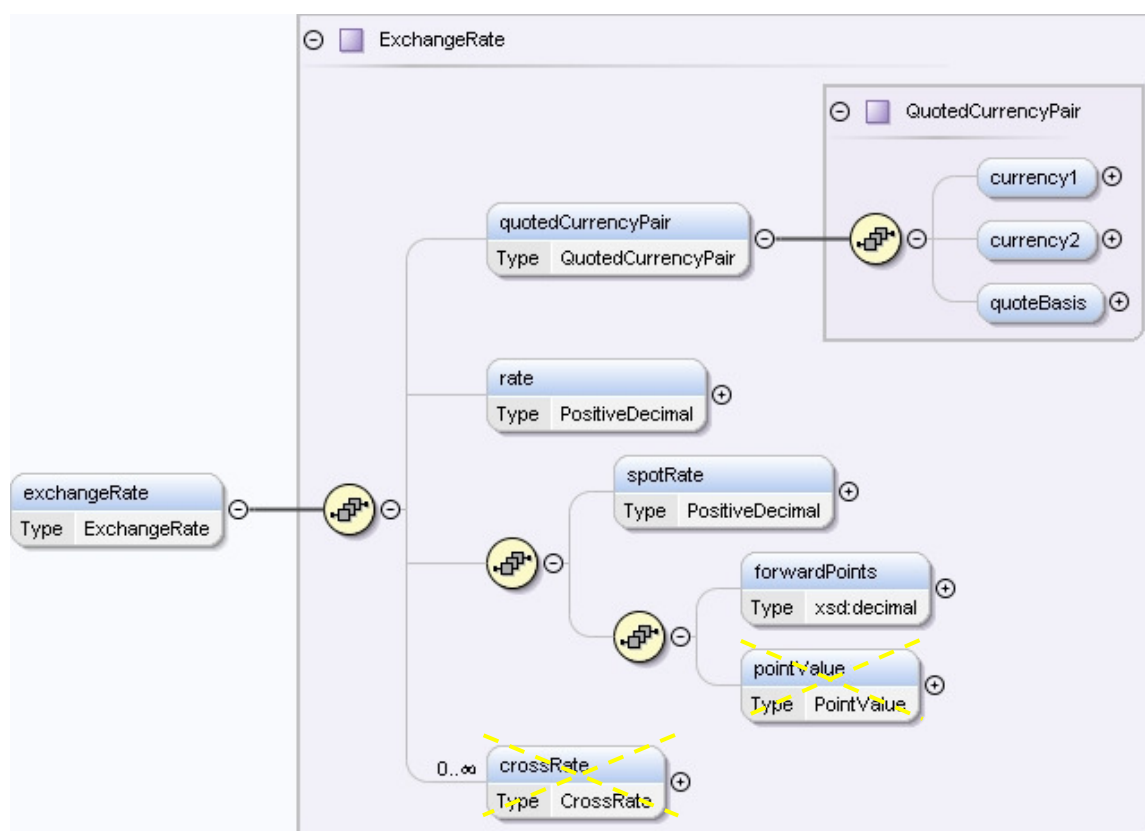 ExchangeRate
QuotedCurrencyPair
currency1
quotedCurrencyPair
currency2
Type QuotedCurrencyPair
quoteBasis
rate
Type PositiveDecimal
spotRate
exchangeRate
Type PositiveDecimal
Type ExchangeRate
forwardPoints
Type xsd:decimal
pointValue
Type PointValue
0..∞ crossRate
Type CrossRate